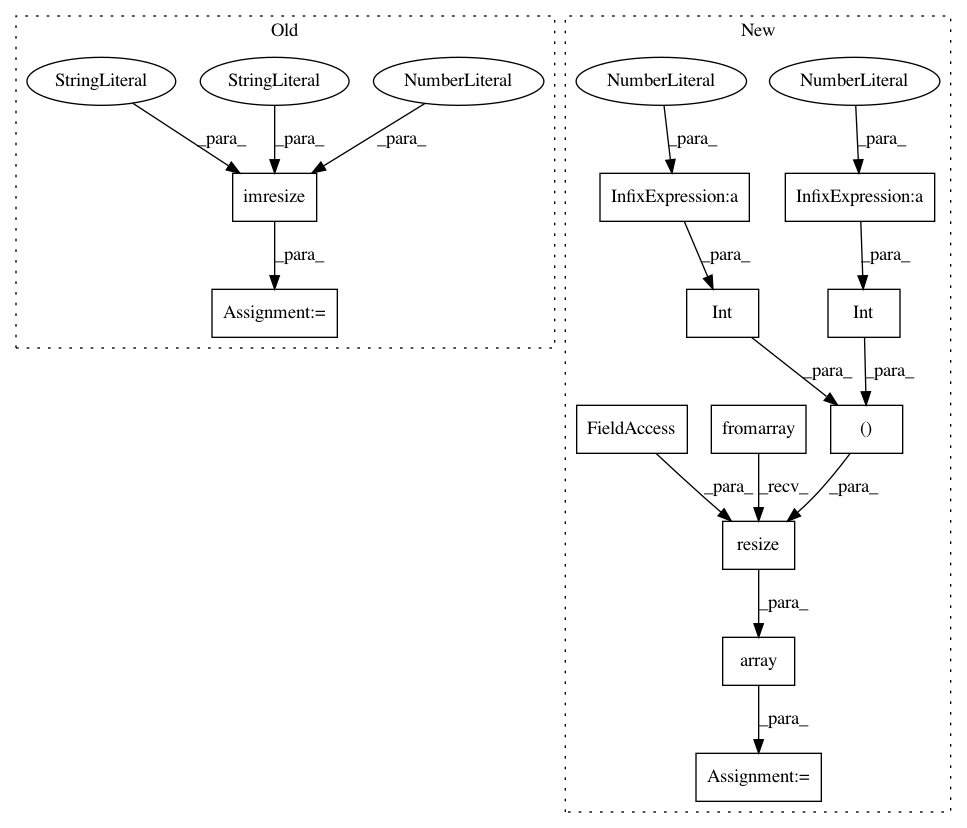 Old
New
StringLiteral
StringLiteral
NumberLiteral
NumberLiteral
NumberLiteral
_para_
_para_
_para_
_para_
_para_
imresize
InfixExpression:a
InfixExpression:a
_para_
_para_
_para_
Assignment:=
Int
Int
_para_
_para_
FieldAccess
fromarray
()
_para_
_recv_
_para_
resize
_para_
array
_para_
Assignment:=